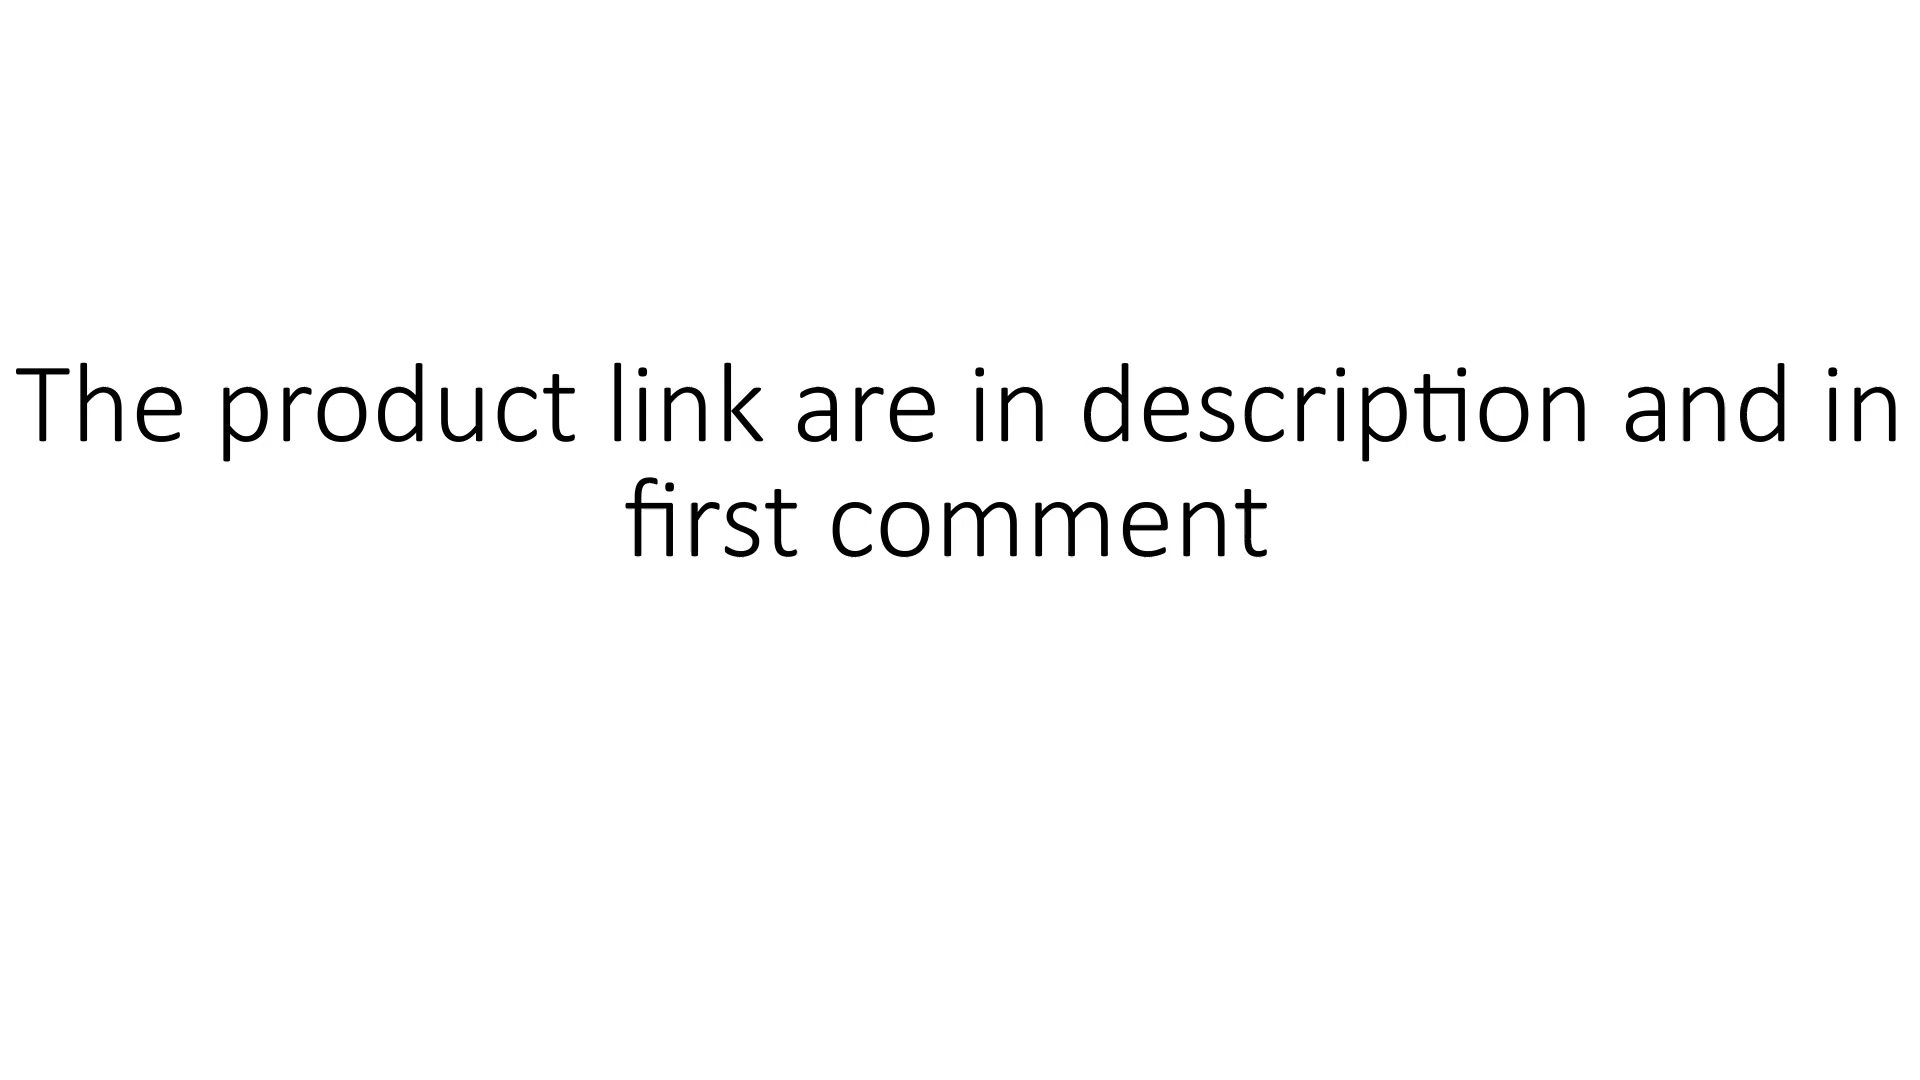 The product link are in description and in
first comment